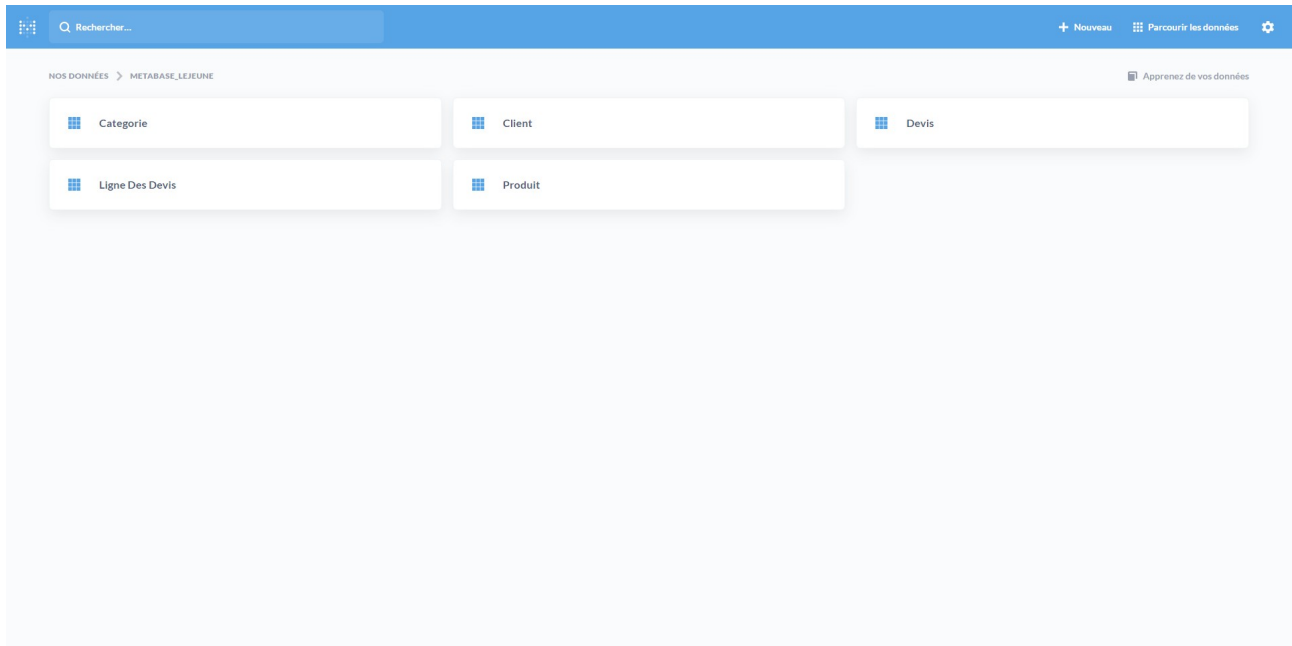 Rechercher...
Nouveau
Parcourir les données
NOS DONNÉES
METABASE_LEJEUNE
Apprenez de vos données
Categorie
Client
Devis
Ligne Des Devis
Produit